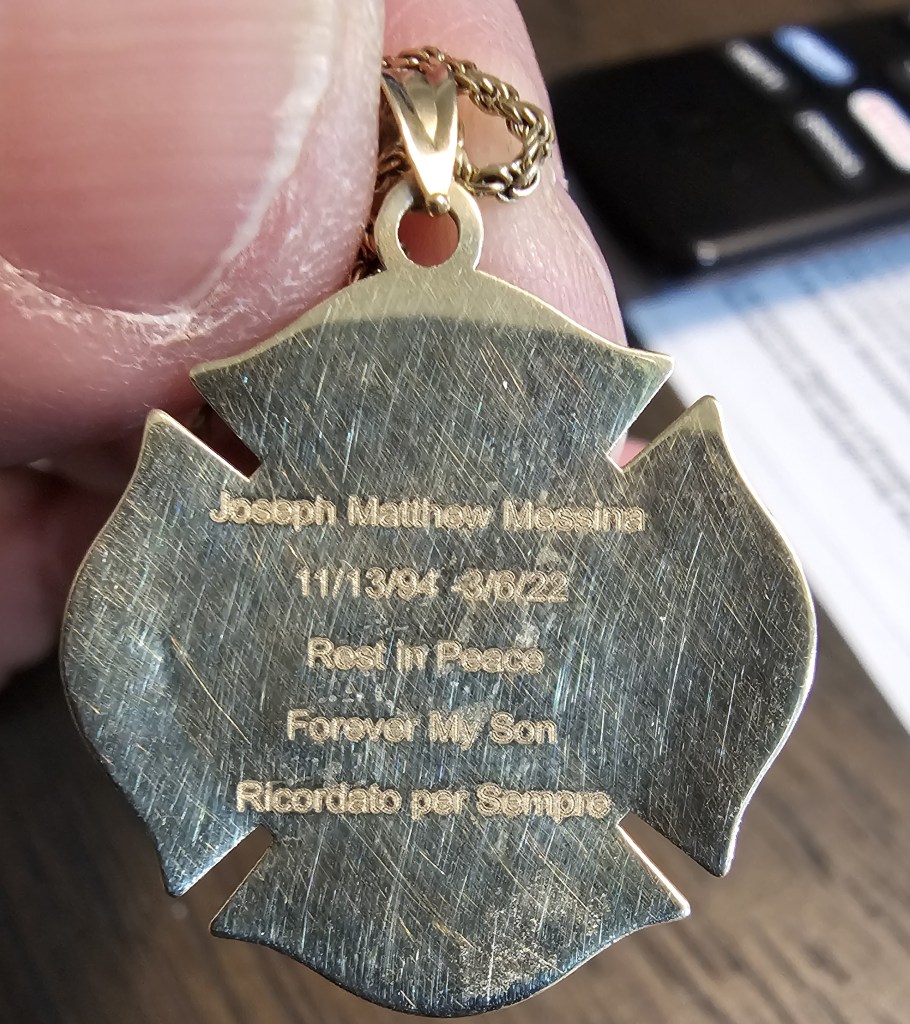 Joseph Matthew Messina
11/13/94 -3/6/22
Rest In Peace
Forever My Son
Ricordato per Sempre